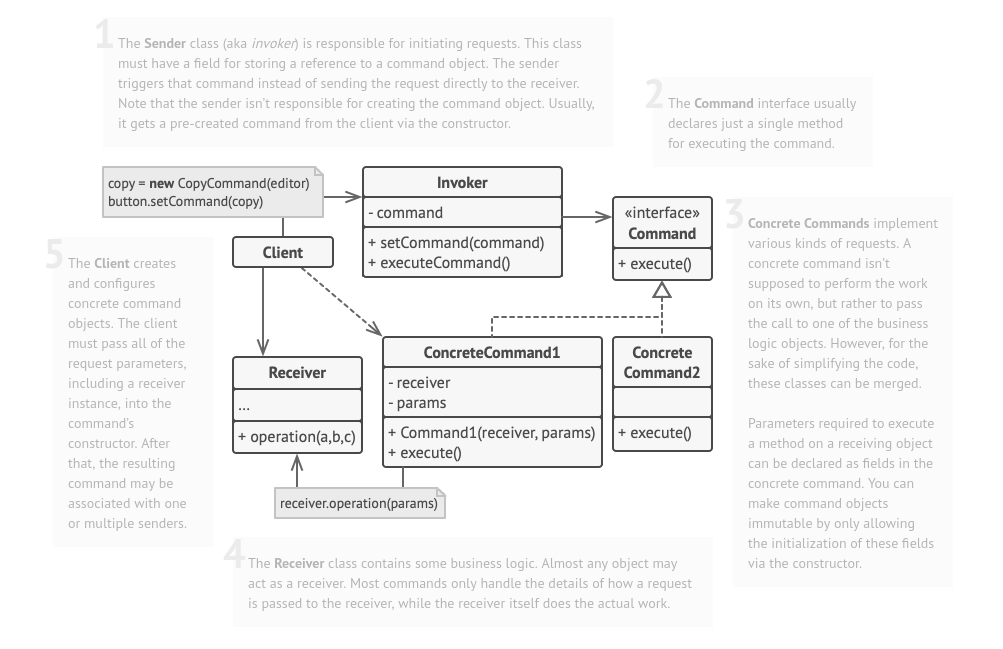 1
The Sender class (aka invoker) is responsible for initiating requests. This class
must have a field for storing a reference to a command object. The sender
triggers that command instead of sending the request directly to the receiver.
Note that the sender isn't responsible for creating the command object. Usually,
it gets a pre-created command from the client via the constructor.
2
The Command interface usually
declares just a single method
for executing the command.
copy = new CopyCommand(editor)
button.setCommand(copy)
Invoker
- command
+ setCommand(command)
+ executeCommand()
«interface»
Command
+ execute()
3
Concrete Commands implement
various kinds of requests. A
concrete command isn't
supposed to perform the work
on its own, but rather to pass
the call to one of the business
logic objects. However, for the
sake of simplifying the code,
these classes can be merged.
Parameters required to execute
a method on a receiving object
can be declared as fields in the
concrete command. You can
make command objects
immutable by only allowing
the initialization of these fields
via the constructor.
Client
5
The Client creates
and configures
concrete command
objects. The client
must pass all of the
request parameters,
including a receiver
instance, into the
command's
constructor. After
that, the resulting
command may be
associated with one
or multiple senders.
Receiver
...
+ operation(a,b,c)
ConcreteCommand1
- receiver
- params
+ Command1(receiver, params)
+ execute()
Concrete
Command2
+ execute()
receiver.operation(params)
4
The Receiver class contains some business logic. Almost any object may
act as a receiver. Most commands only handle the details of how a request
is passed to the receiver, while the receiver itself does the actual work.